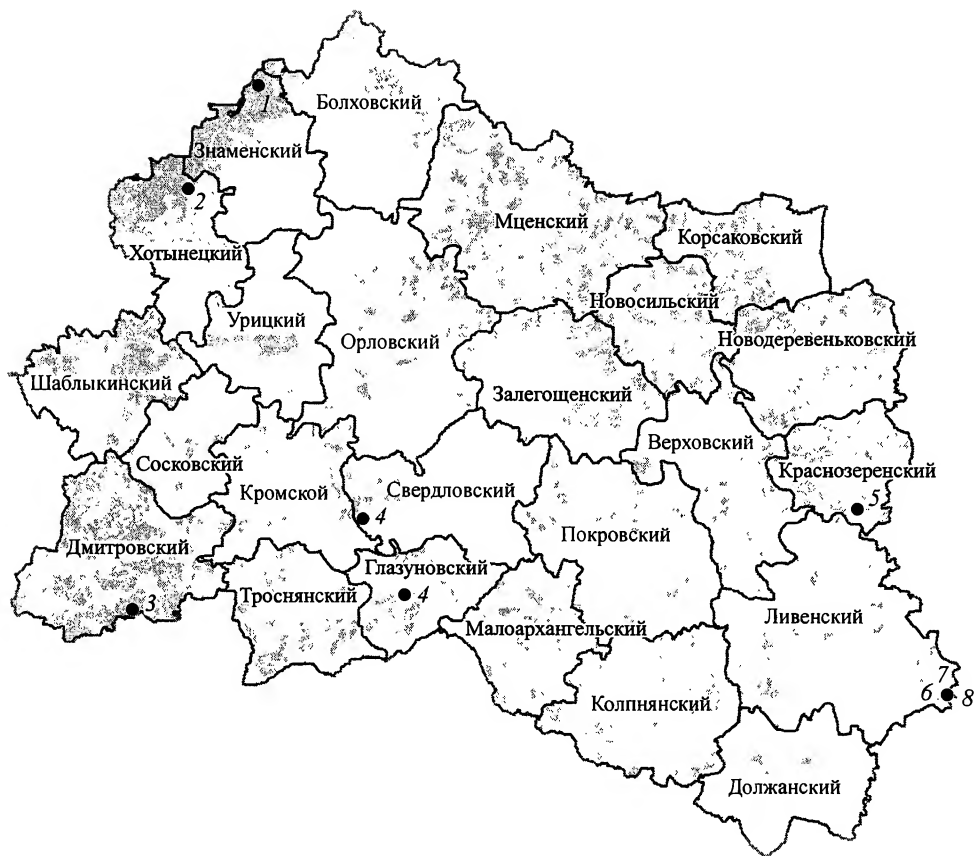 1
Болховский
Знаменский
2
Мценский
Корсаковский
Хотынецкий
Новосильский
Урицкий
Орловский
Новодеревеньковский
Шаблыкинский
Залегощенский
Верховский
Сосковский
Краснозеренский
Кромской
Свердловский
5
4
Покровский
Дмитровский
Глазуновский
3
Троснянский
4
Ливенский
Малоархангельский
7
6
8
Колпнянский
Должанский